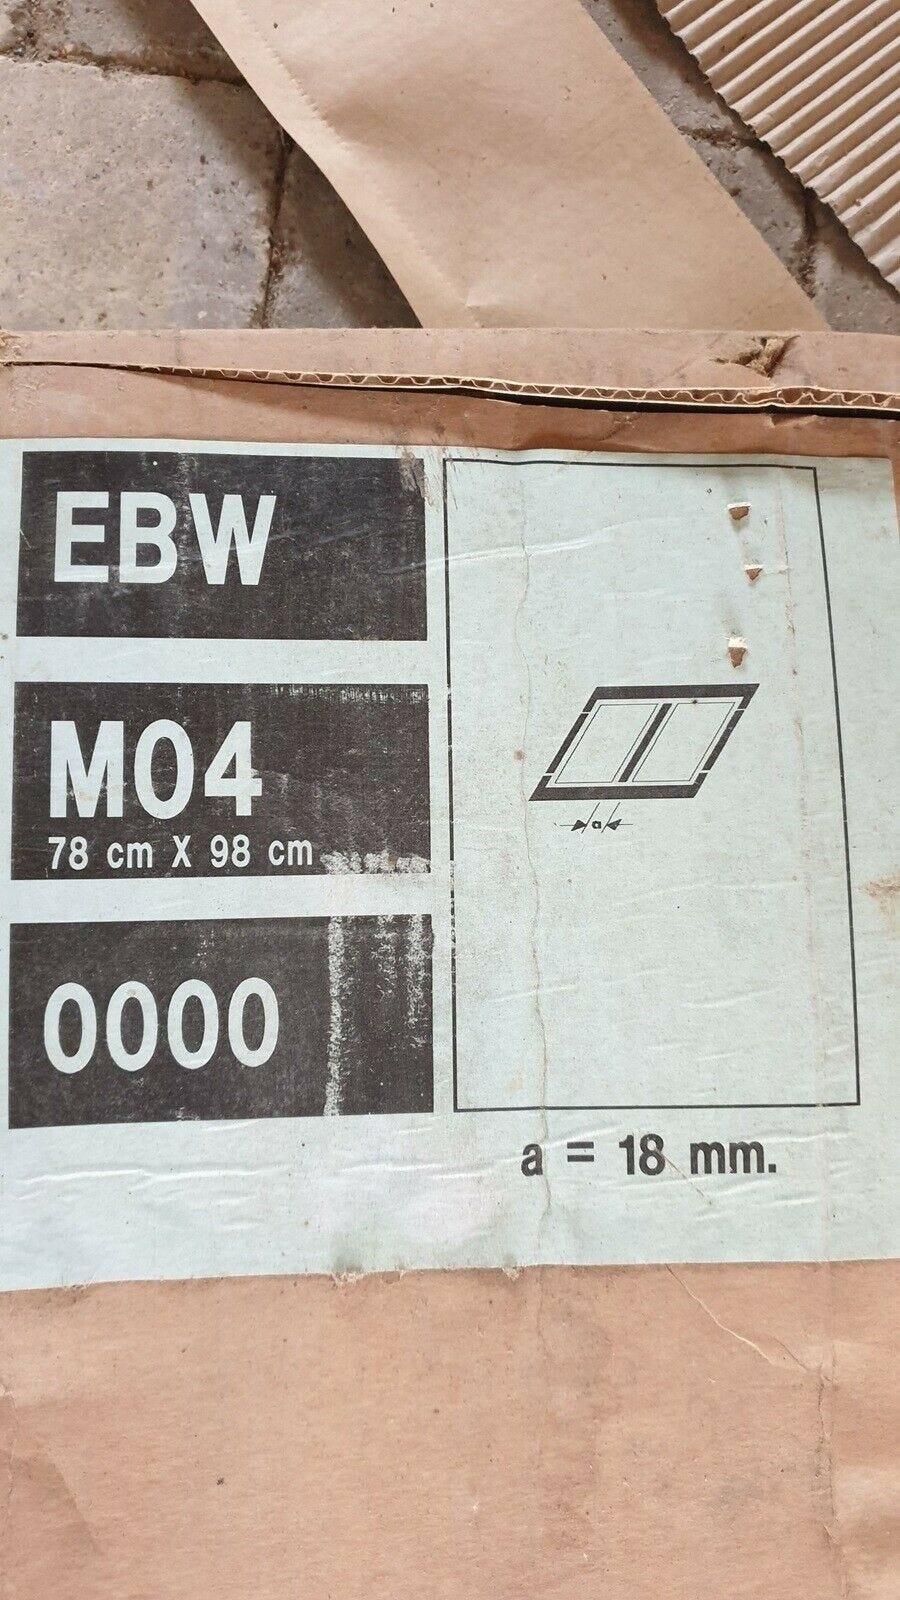 EBW
M04
78 cm X 98 cm
0000
a
a = 18 mm.